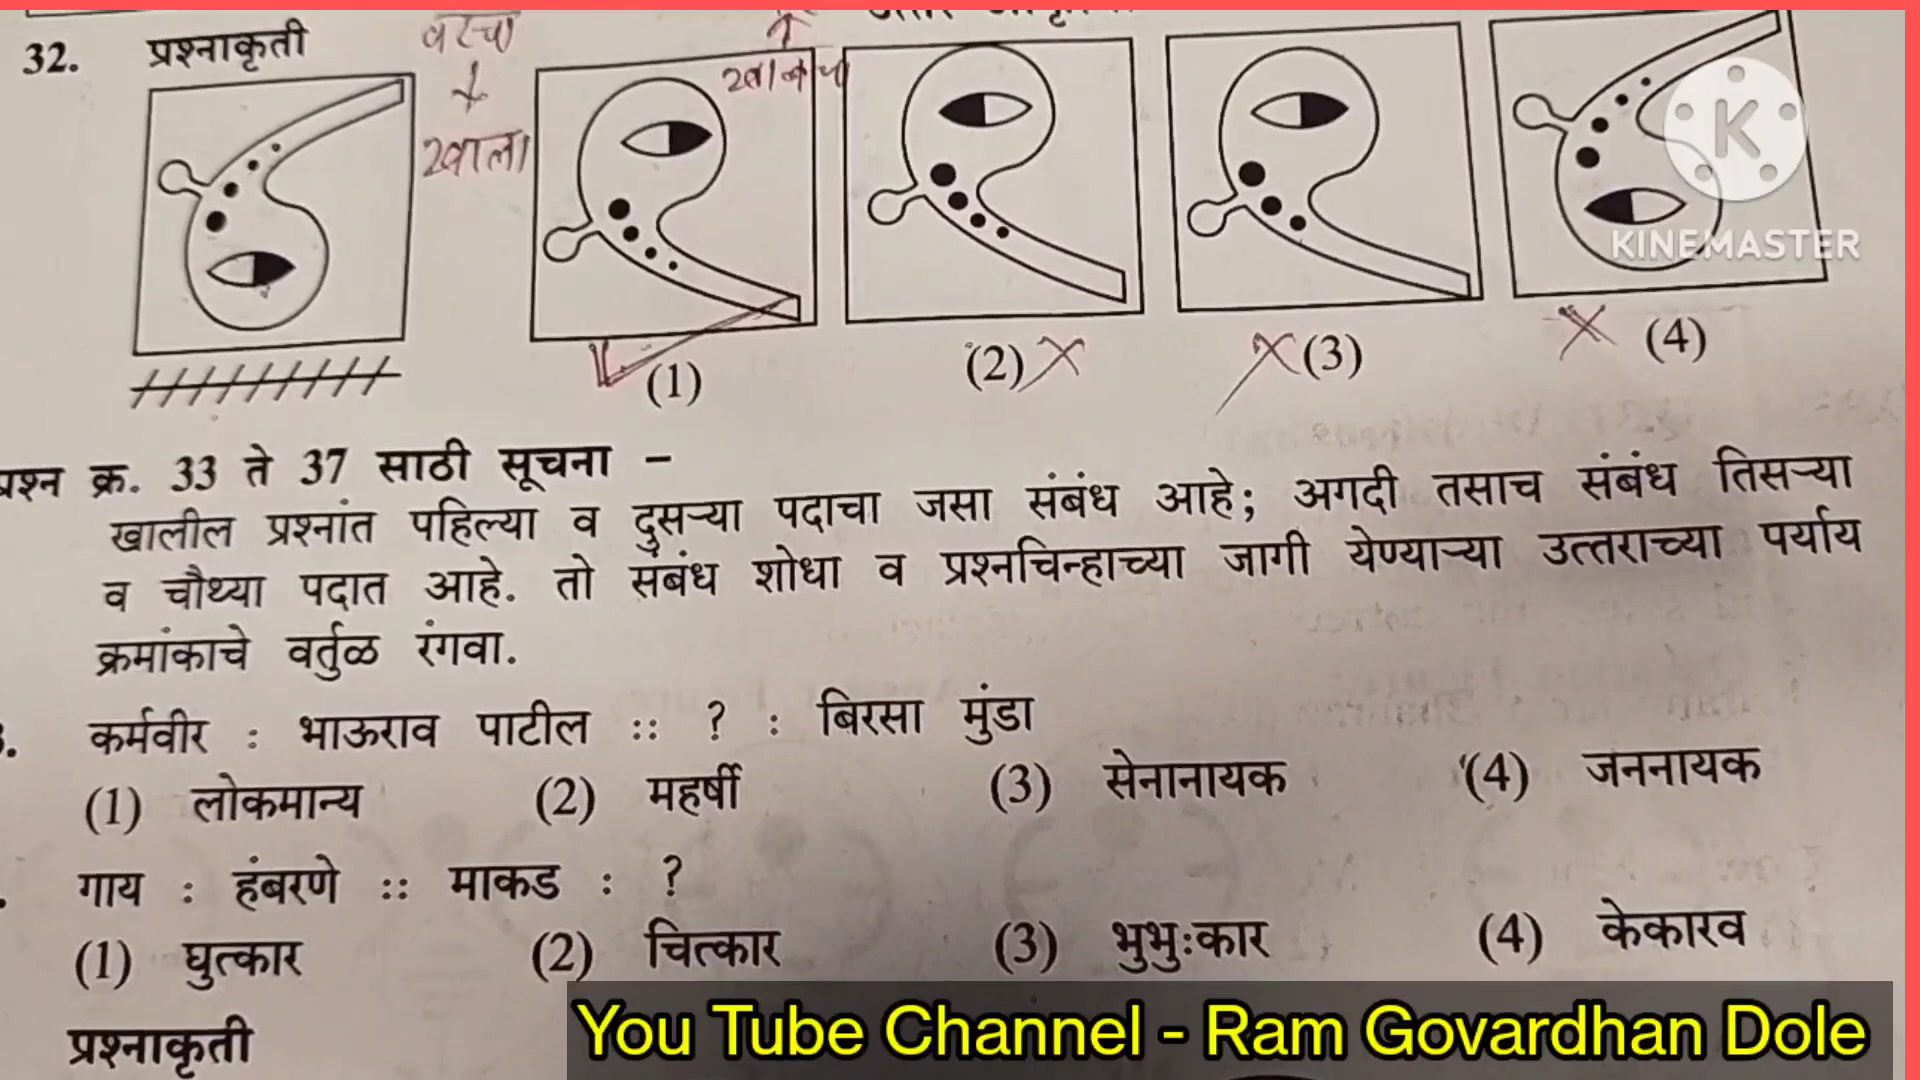 32. प्रश्नाकृती
वरचा
खाला
(1) (2) (3) (4)
K
KINEMASTER
प्रश्न क्र. 33 ते 37 साठी सूचना –
खालील प्रश्नांत पहिल्या व दुसऱ्या पदाचा जसा संबंध आहे; अगदी तसाच संबंध तिसऱ्या
व चौथ्या पदात आहे. तो संबंध शोधा व प्रश्नचिन्हाच्या जागी येणाऱ्या उत्तराच्या पर्याय
क्रमांकाचे वर्तुळ रंगवा.
कर्मवीर : भाऊराव पाटील :: ? : बिरसा मुंडा
(1) लोकमान्य (2) महर्षी (3) सेनानायक (4) जननायक
गाय : हंबरणे :: माकड : ?
(1) घुत्कार (2) चित्कार (3) भुभुःकार (4) केकारव
प्रश्नाकृती
You Tube Channel - Ram Govardhan Dole